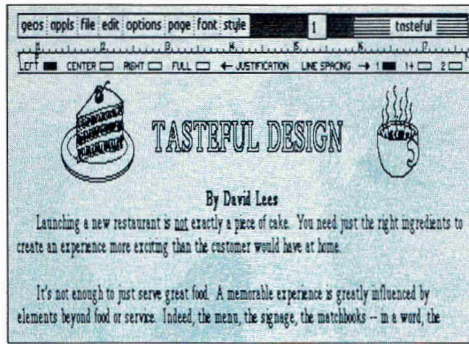 geos appls file edit options page font style 1 tasteful
LEFT CENTER RIGHT FULL ← JUSTIFICATION LINE SPACING → 1 1+ 2
TASTEFUL DESIGN
By David Lees
Launching a new restaurant is not exactly a piece of cake. You need just the right ingredients to
create an experience more exciting than the customer would have at home.
It's not enough to just serve great food. A memorable experience is greatly influenced by
elements beyond food or service. Indeed, the menu, the signage, the matchbooks -- in a word, the